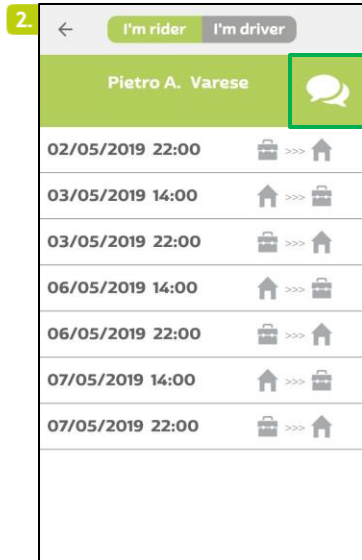 2.
I'm rider I'm driver
Pietro A. Varese
02/05/2019 22:00 >>>
03/05/2019 14:00 >>>
03/05/2019 22:00 >>>
06/05/2019 14:00 >>>
06/05/2019 22:00 >>>
07/05/2019 14:00 >>>
07/05/2019 22:00 >>>